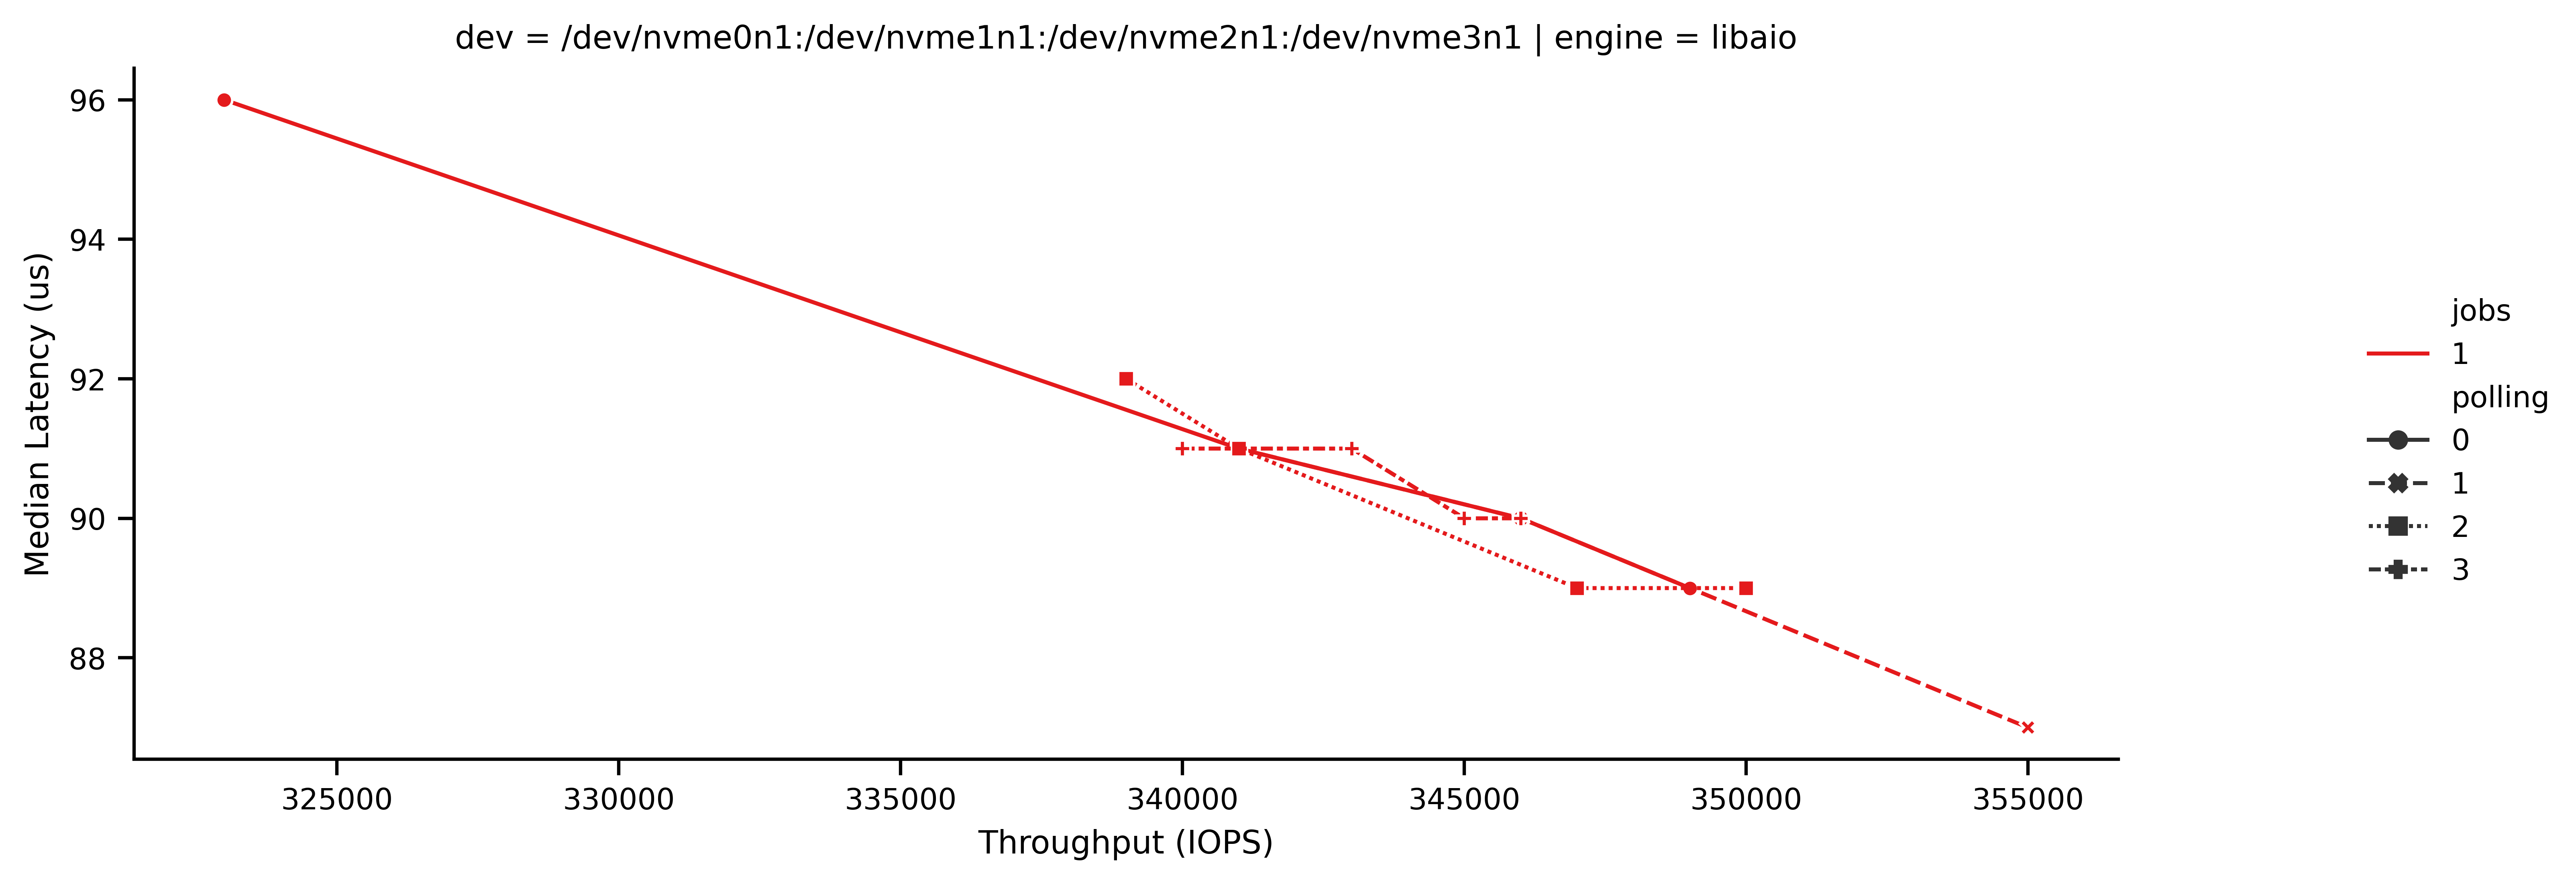 dev = /dev/nvme0n1:/dev/nvme1n1:/dev/nvme2n1:/dev/nvme3n1 | engine = libaio
Median Latency (us)
96
94
92
90
88
325000 330000 335000 340000 345000 350000 355000
Throughput (IOPS)
jobs
1
polling
0
1
2
3